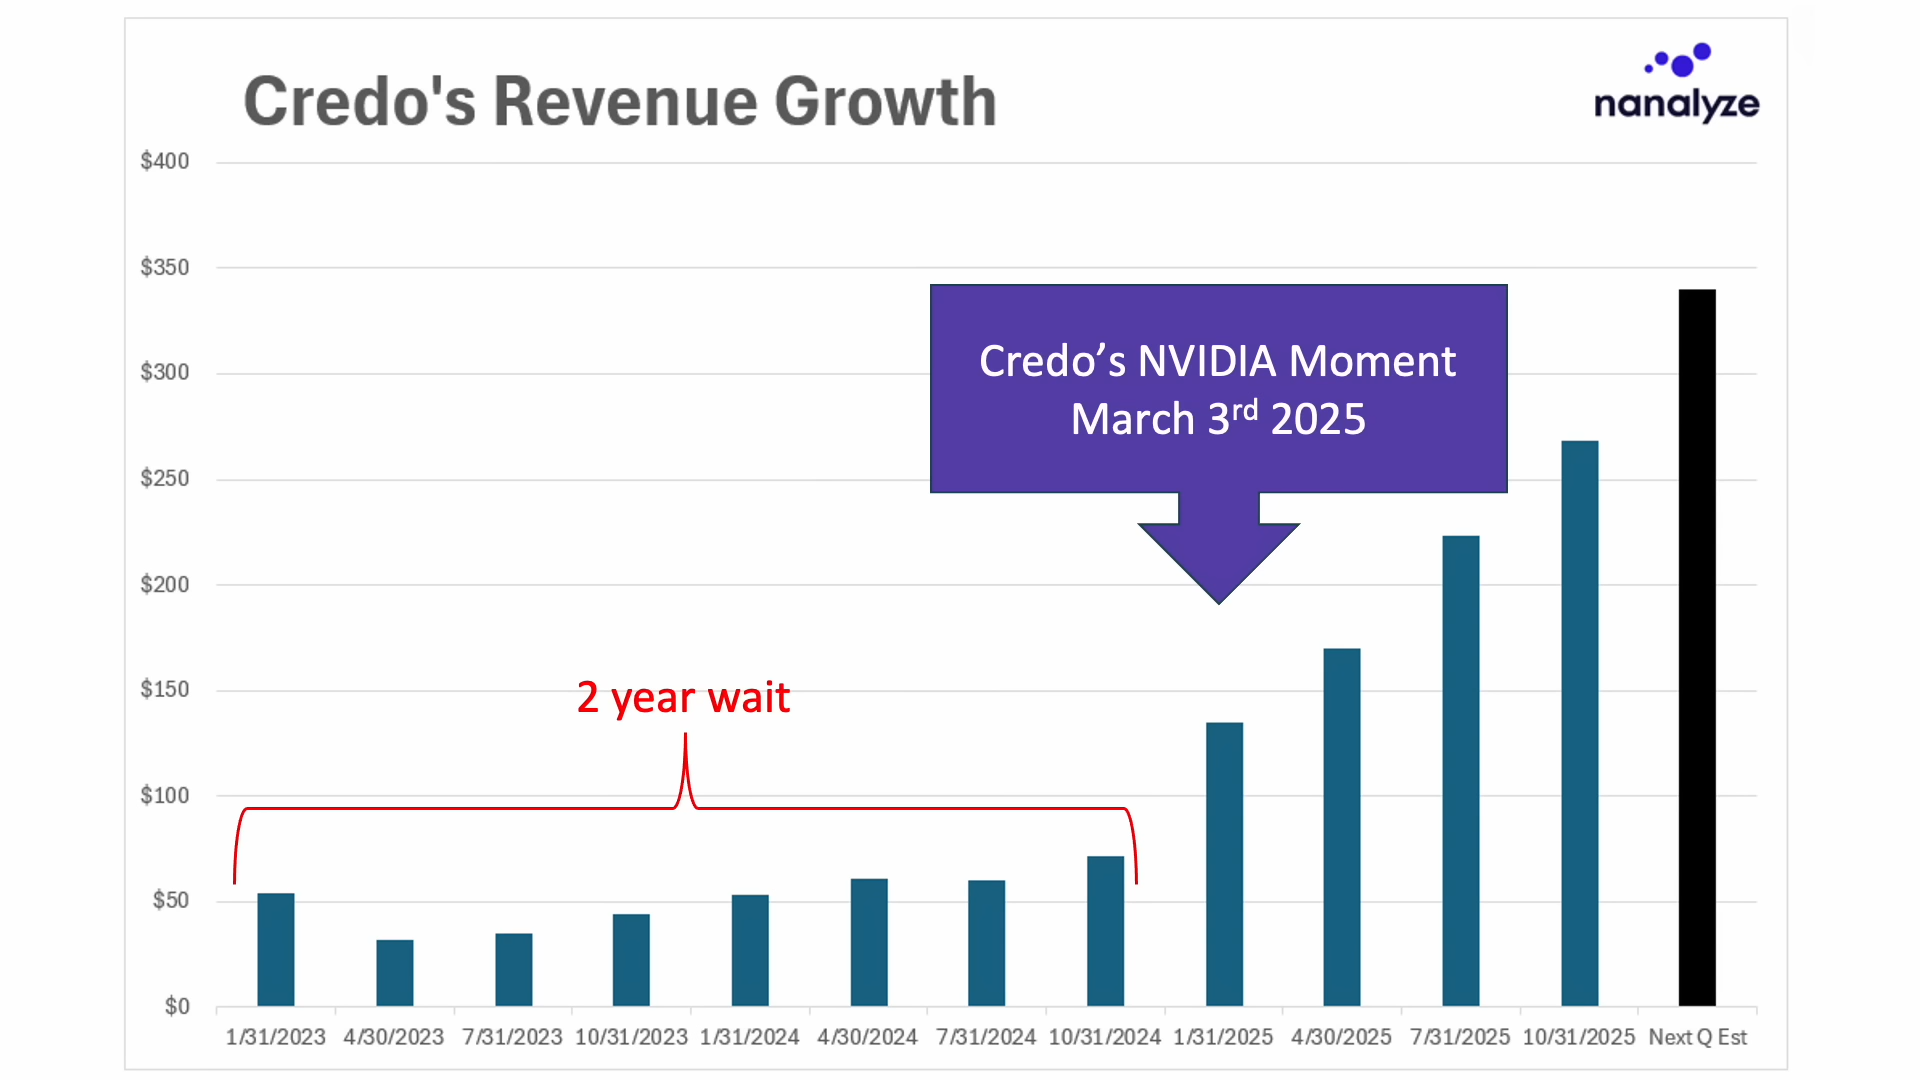 Credo's Revenue Growth
nanalyze
$400
$350
$300
$250
$200
$150
$100
$50
$0
Credo’s NVIDIA Moment
March 3rd 2025
2 year wait
1/31/2023 4/30/2023 7/31/2023 10/31/2023 1/31/2024 4/30/2024 7/31/2024 10/31/2024 1/31/2025 4/30/2025 7/31/2025 10/31/2025 Next Q Est